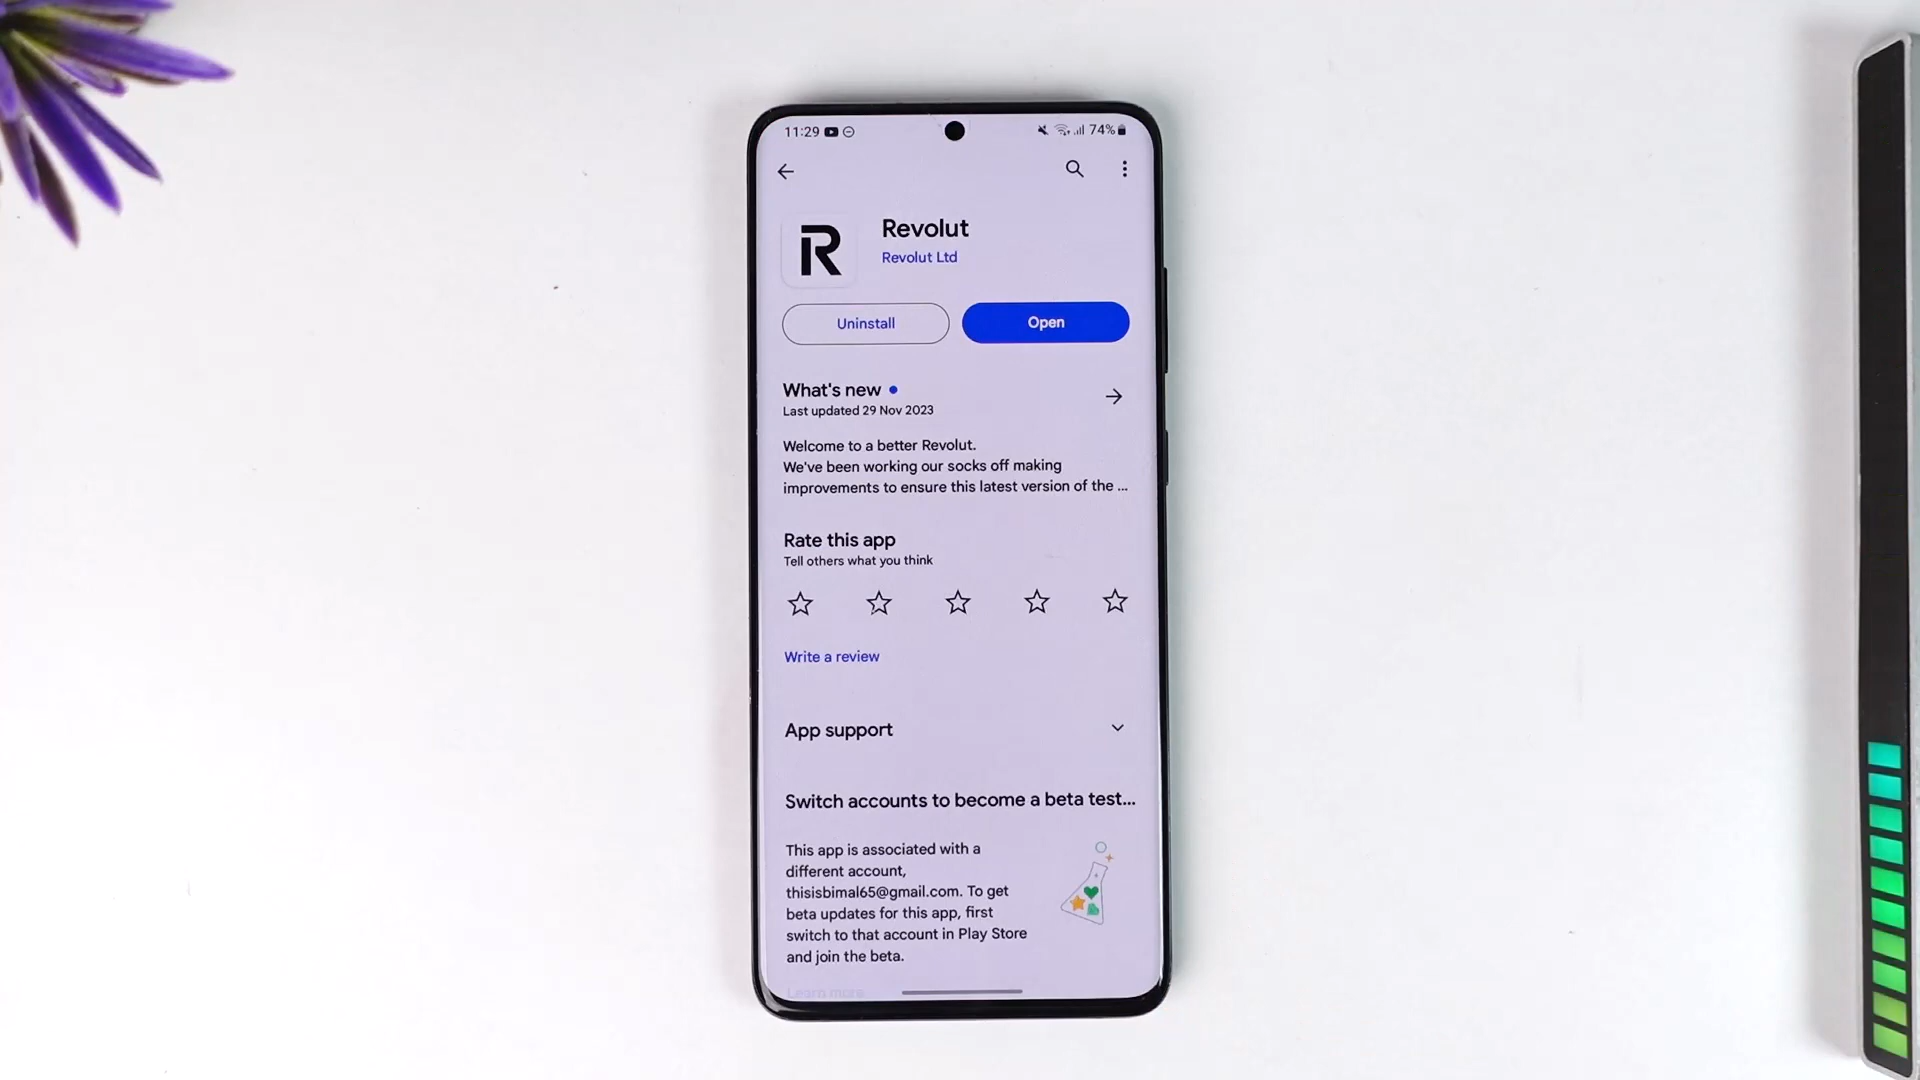 11:29
74%
R
Revolut
Revolut Ltd
Uninstall
Open
What's new
Last updated 29 Nov 2023
Welcome to a better Revolut.
We've been working our socks off making
improvements to ensure this latest version of the ...
Rate this app
Tell others what you think
Write a review
App support
Switch accounts to become a beta test...
This app is associated with a
different account,
thisisbimal65@gmail.com. To get
beta updates for this app, first
switch to that account in Play Store
and join the beta.
Learn more